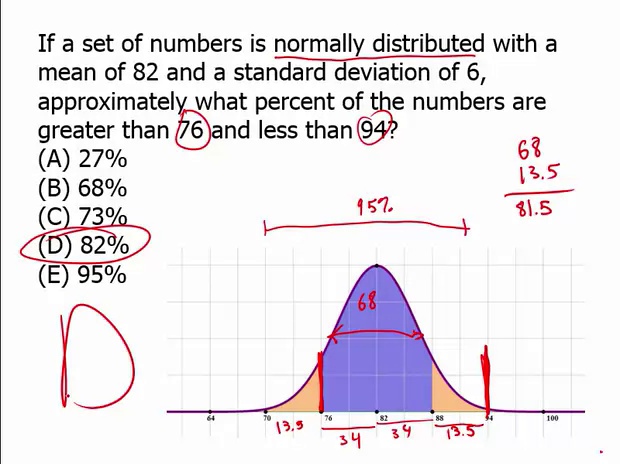 If a set of numbers is normally distributed with a
mean of 82 and a standard deviation of 6,
approximately what percent of the numbers are
greater than 76 and less than 94?
(A) 27%
(B) 68%
(C) 73%
(D) 82%
(E) 95%
68
13.5
81.5
95%
68
D
64 70 76 82 88 94 100
13.5 34 34 13.5